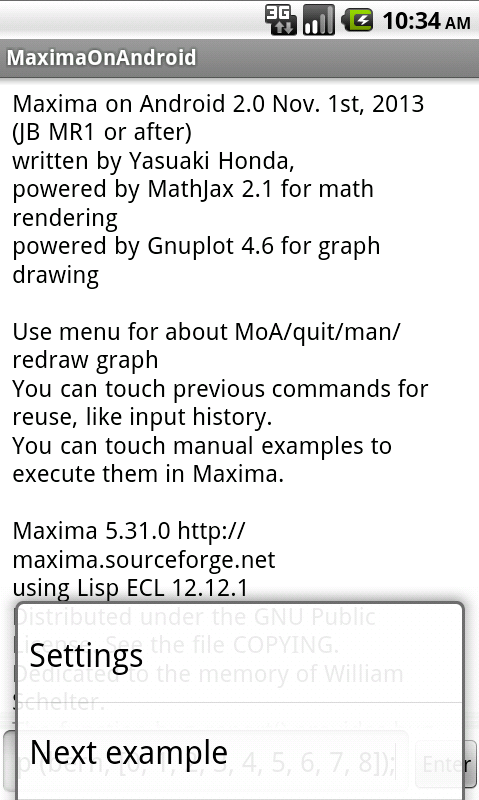 3G 10:34 AM
MaximaOnAndroid
Maxima on Android 2.0 Nov. 1st, 2013
(JB MR1 or after)
written by Yasuaki Honda,
powered by MathJax 2.1 for math
rendering
powered by Gnuplot 4.6 for graph
drawing
Use menu for about MoA/quit/man/
redraw graph
You can touch previous commands for
reuse, like input history.
You can touch manual examples to
execute them in Maxima.
Maxima 5.31.0 http://
maxima.sourceforge.net
using Lisp ECL 12.12.1
Distributed under the GNU Public
License. See the file COPYING.
Dedicated to the memory of William
Schelter.
Settings
Next example
p (bern, [0, 1, 2, 3, 4, 5, 6, 7, 8]);
Enter